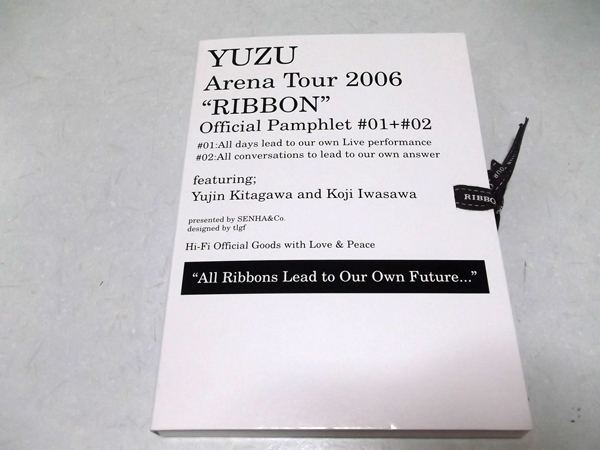 YUZU
Arena Tour 2006
“RIBBON”
Official Pamphlet #01+#02
#01:All days lead to our own Live performance
#02:All conversations to lead to our own answer
featuring;
Yujin Kitagawa and Koji Iwasawa
presented by SENHA&Co.
designed by tlgf
Hi-Fi Official Goods with Love & Peace
“All Ribbons Lead to Our Own Future...”
RIBBO